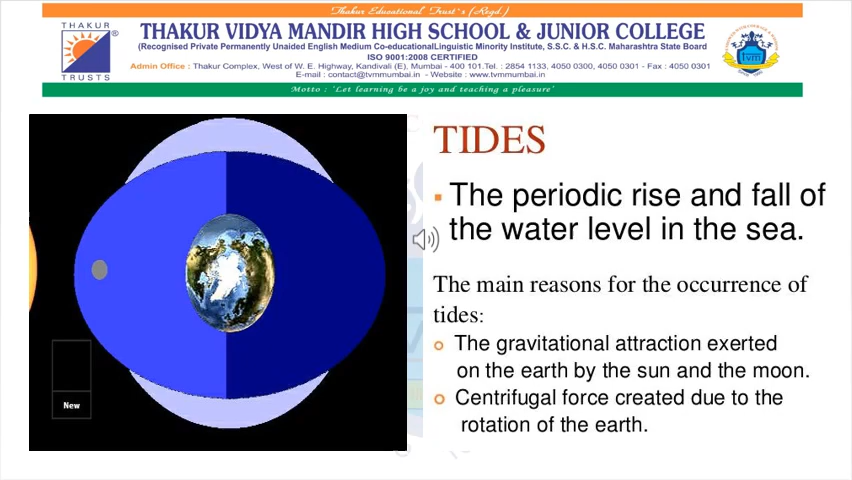 Thakur Educational Trust's (Regd.)
THAKUR
®
TRUSTS
THAKUR VIDYA MANDIR HIGH SCHOOL & JUNIOR COLLEGE
(Recognised Private Permanently Unaided English Medium Co-educationalLinguistic Minority Institute, S.S.C. & H.S.C. Maharashtra State Board
ISO 9001:2008 CERTIFIED
Admin Office : Thakur Complex, West of W. E. Highway, Kandivali (E), Mumbai - 400 101.Tel. : 2854 1133, 4050 0300, 4050 0301 - Fax : 4050 0301
E-mail : contact@tvmmumbai.in - Website : www.tvmmumbai.in
tvm
Motto : 'Let learning be a joy and teaching a pleasure'
TIDES
The periodic rise and fall of
the water level in the sea.
The main reasons for the occurrence of
tides:
The gravitational attraction exerted
on the earth by the sun and the moon.
Centrifugal force created due to the
rotation of the earth.
New